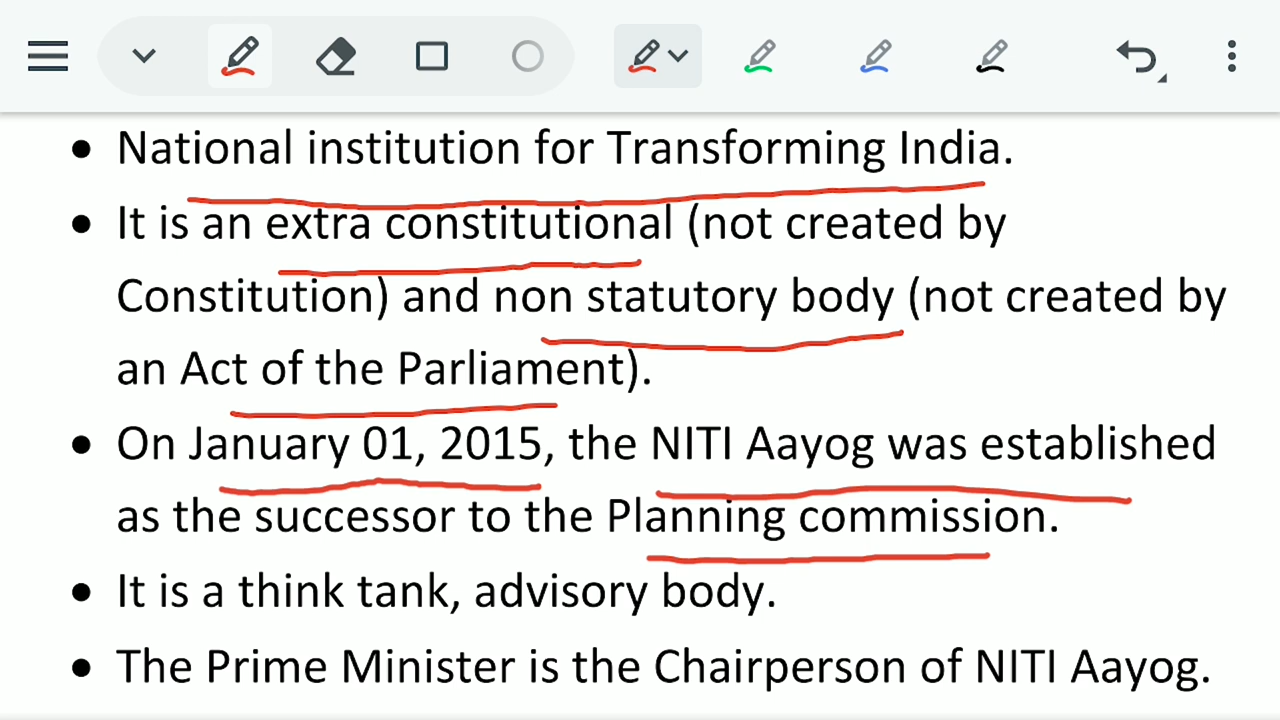 • National institution for Transforming India.
• It is an extra constitutional (not created by
Constitution) and non statutory body (not created by
an Act of the Parliament).
• On January 01, 2015, the NITI Aayog was established
as the successor to the Planning commission.
• It is a think tank, advisory body.
• The Prime Minister is the Chairperson of NITI Aayog.